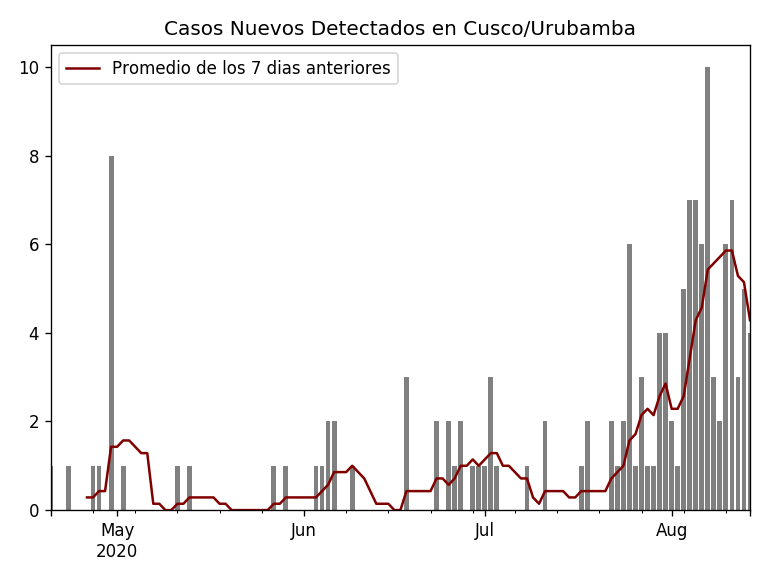 Casos Nuevos Detectados en Cusco/Urubamba
Promedio de los 7 dias anteriores
10
8
6
4
2
0
May Jun Jul Aug
2020